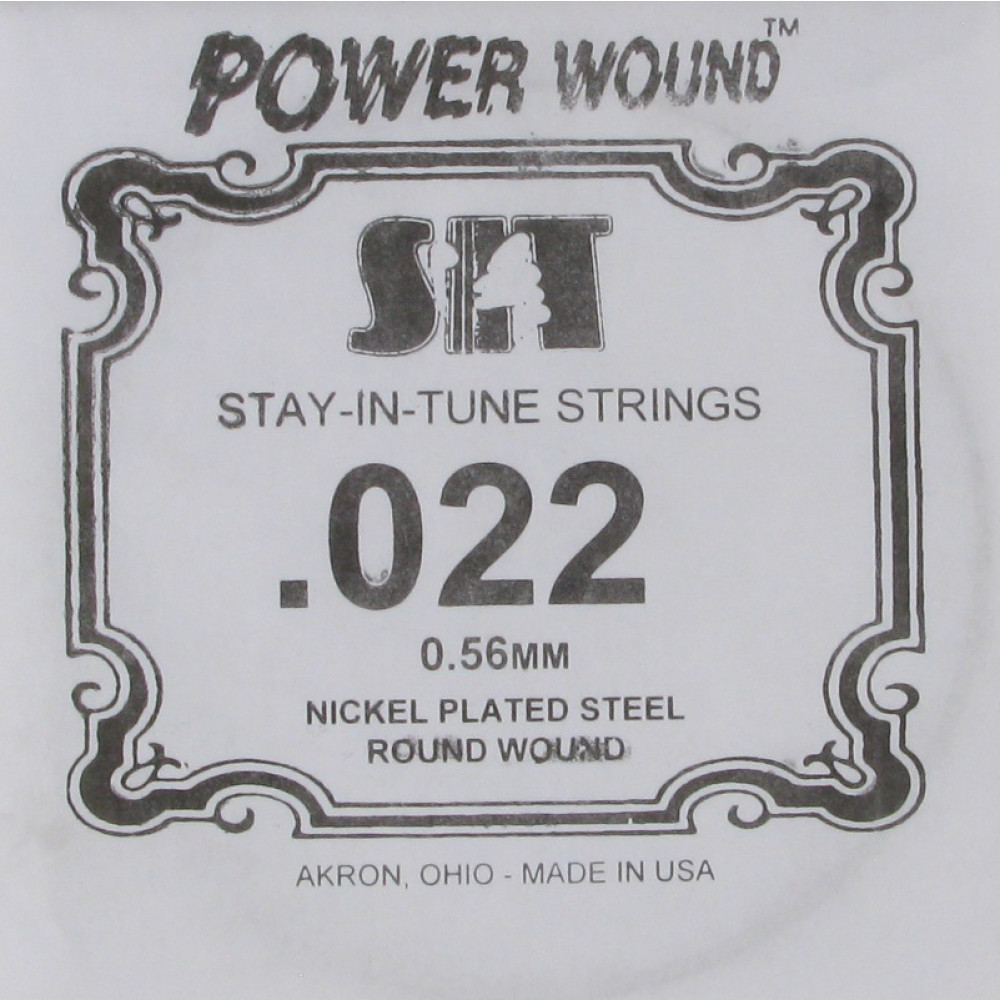 POWER WOUND™
SIT
STAY-IN-TUNE STRINGS
.022
0.56MM
NICKEL PLATED STEEL
ROUND WOUND
AKRON, OHIO - MADE IN USA